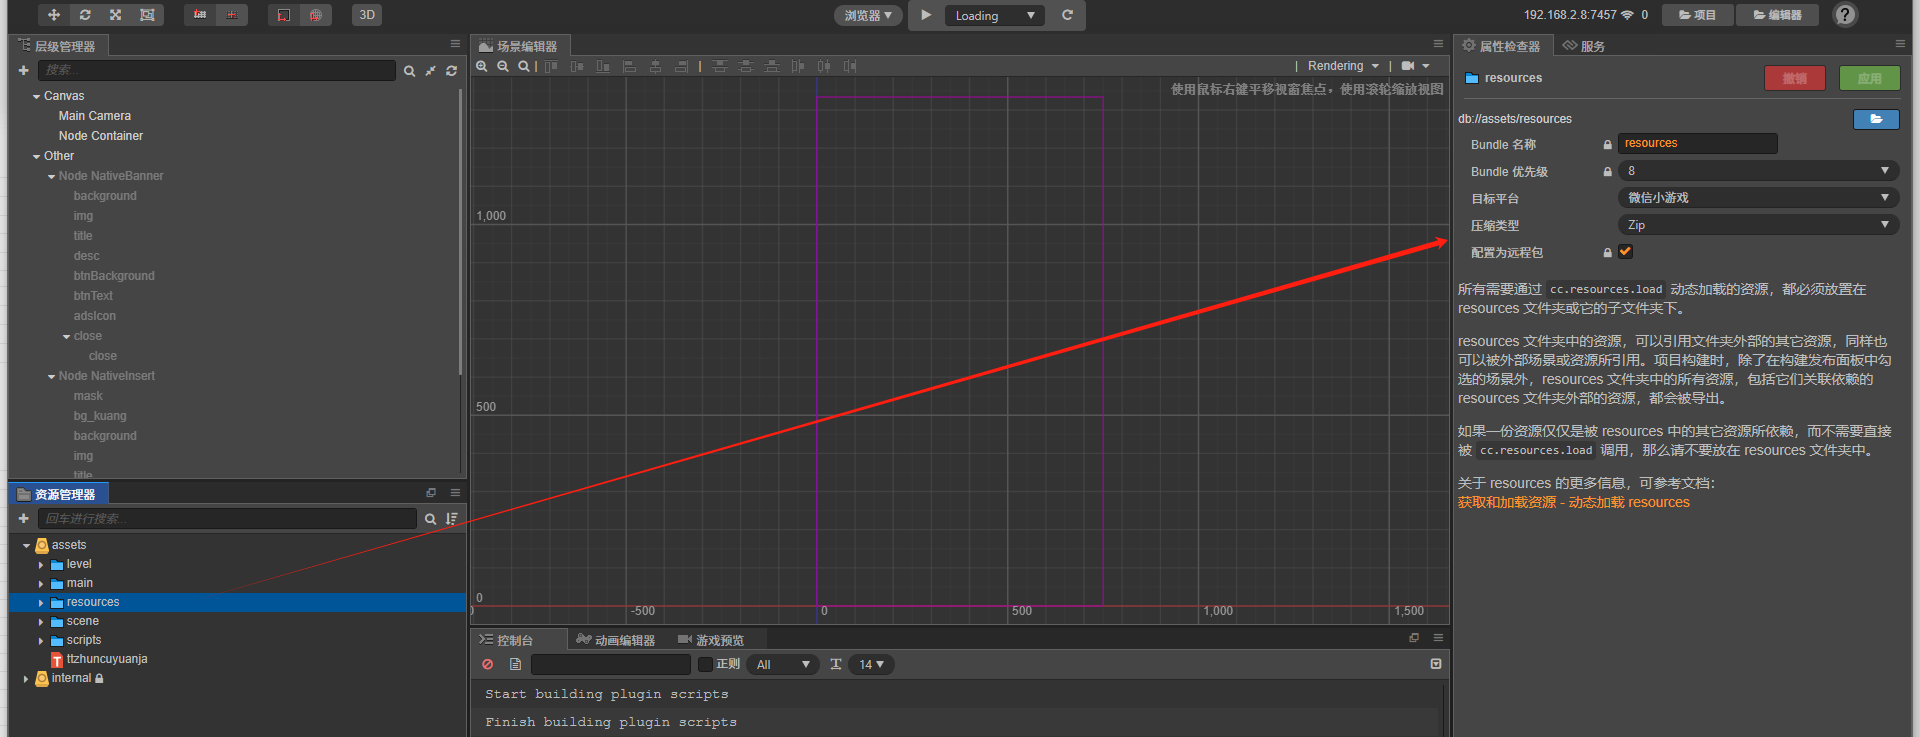 3D
浏览器 ▼
Loading ▼
192.168.2.8:7457 0
项目
编辑器
?
层级管理器
搜索...
Canvas
Main Camera
Node Container
Other
Node NativeBanner
background
img
title
desc
btnBackground
btnText
adsIcon
close
close
Node NativeInsert
mask
bg_kuang
background
img
title
资源管理器
回车进行搜索...
assets
level
main
resources
scene
scripts
ttzhuncuyuanja
internal
场景编辑器
Rendering
使用鼠标右键平移视窗焦点，使用滚轮缩放视图
1,000
500
0
-500
0
500
1,000
1,500
控制台
动画编辑器
游戏预览
正则
All
14
Start building plugin scripts
Finish building plugin scripts
属性检查器
服务
resources
撤销
应用
db://assets/resources
Bundle 名称
resources
Bundle 优先级
8
目标平台
微信小游戏
压缩类型
Zip
配置为远程包
所有需要通过 cc.resources.load 动态加载的资源，都必须放置在
resources 文件夹或它的子文件夹下。
resources 文件夹中的资源，可以引用文件夹外部的其它资源，同样也
可以被外部场景或资源所引用。项目构建时，除了在构建发布面板中勾
选的场景外，resources 文件夹中的所有资源，包括它们关联依赖的
resources 文件夹外部的资源，都会被导出。
如果一份资源仅仅是被 resources 中的其它资源所依赖，而不需要直接
被 cc.resources.load 调用，那么请不要放在 resources 文件夹中。
关于 resources 的更多信息，可参考文档：
获取和加载资源 - 动态加载 resources